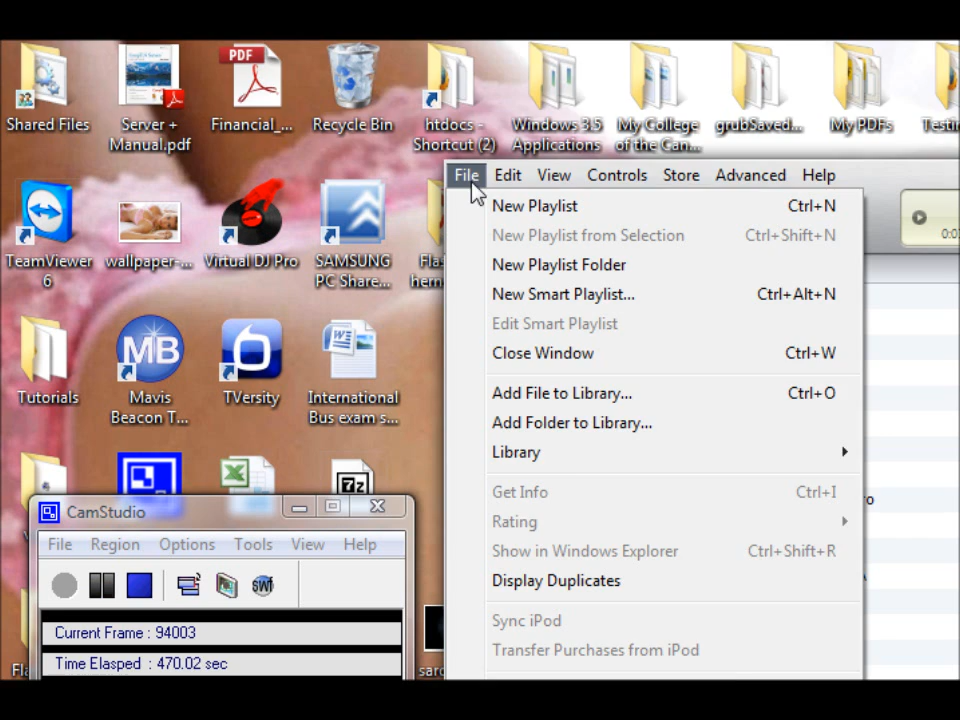 Shared Files
Server +
Manual.pdf
PDF
Financial_...
Recycle Bin
htdocs -
Shortcut (2)
Windows 3.5
Applications
My College
of the Can...
grubSaved...
My PDFs
TeamViewer
6
wallpaper-...
Virtual DJ Pro
SAMSUNG
PC Share...
Tutorials
MB
Mavis
Beacon T...
TVersity
International
Bus exam s...
7z
CamStudio
File Region Options Tools View Help
SWf
Current Frame : 94003
Time Elasped : 470.02 sec
File Edit View Controls Store Advanced Help
New Playlist Ctrl+N
New Playlist from Selection Ctrl+Shift+N
New Playlist Folder
New Smart Playlist... Ctrl+Alt+N
Edit Smart Playlist
Close Window Ctrl+W
Add File to Library... Ctrl+O
Add Folder to Library...
Library
Get Info Ctrl+I
Rating
Show in Windows Explorer Ctrl+Shift+R
Display Duplicates
Sync iPod
Transfer Purchases from iPod